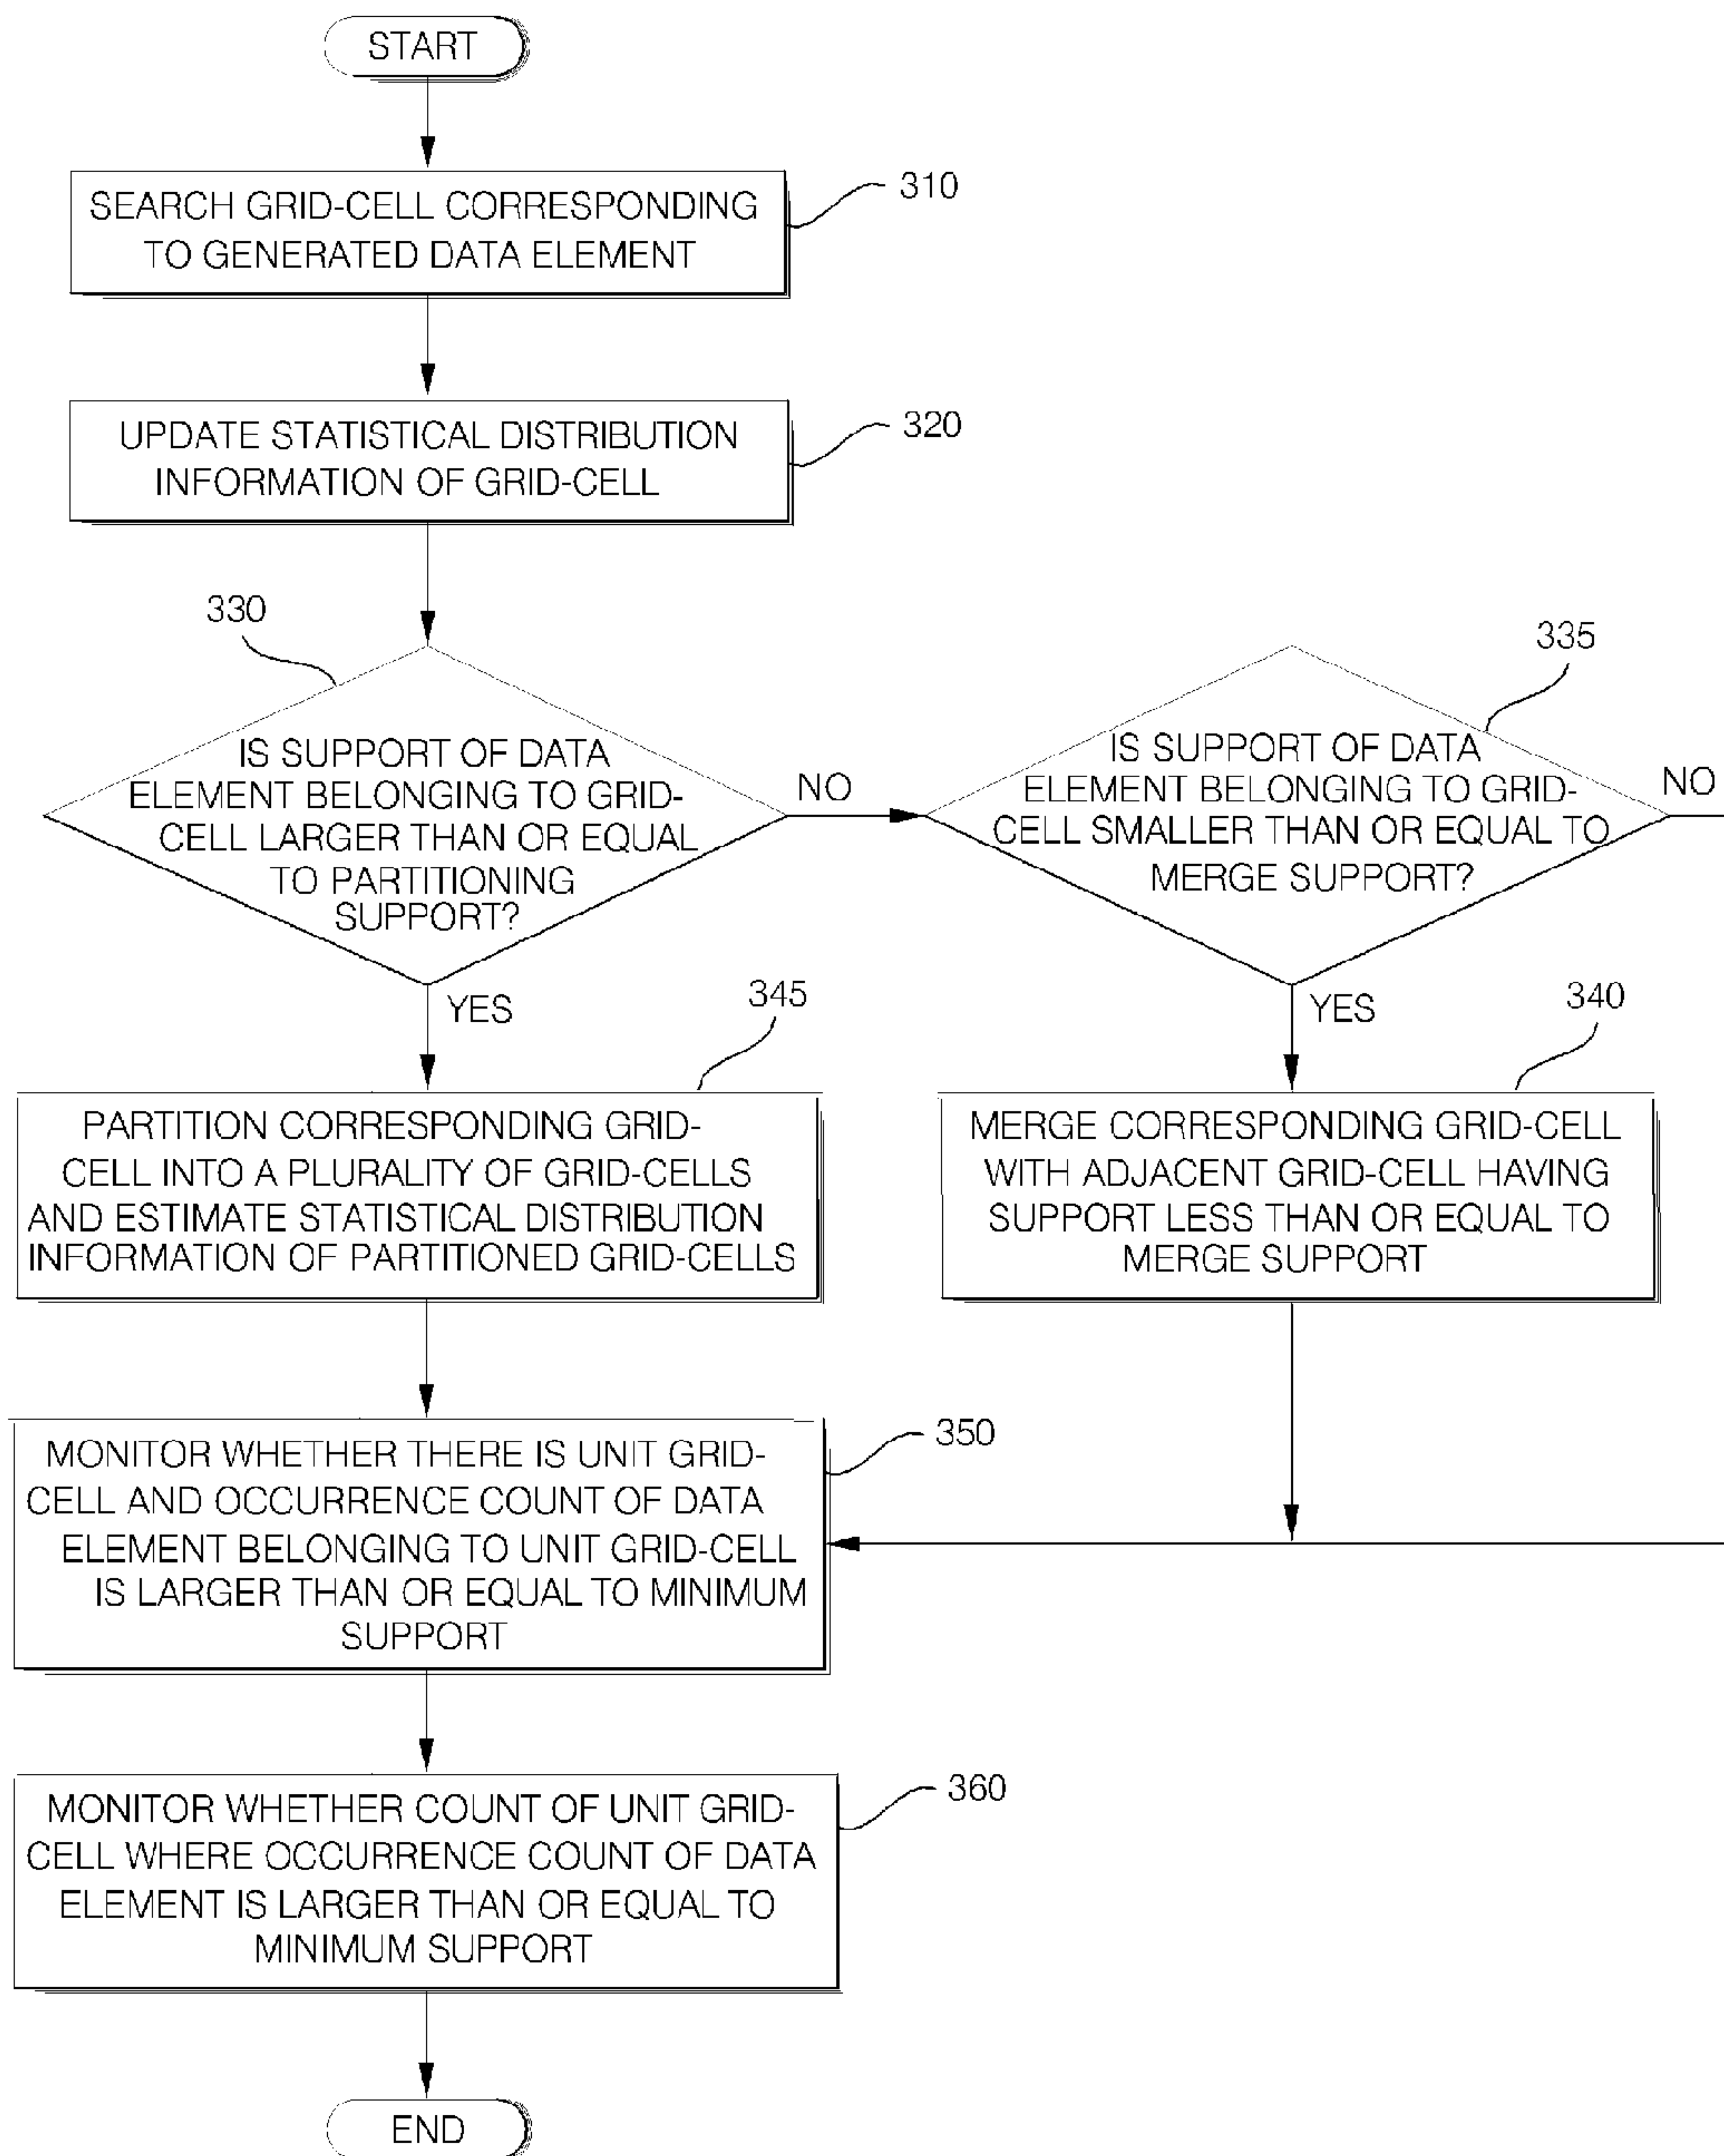 START
310
SEARCH GRID-CELL CORRESPONDING
TO GENERATED DATA ELEMENT
320
UPDATE STATISTICAL DISTRIBUTION
INFORMATION OF GRID-CELL
330
IS SUPPORT OF DATA
ELEMENT BELONGING TO GRID-
CELL LARGER THAN OR EQUAL
TO PARTITIONING
SUPPORT?
NO
335
IS SUPPORT OF DATA
ELEMENT BELONGING TO GRID-
CELL SMALLER THAN OR EQUAL TO
MERGE SUPPORT?
NO
YES
345
YES
340
PARTITION CORRESPONDING GRID-
CELL INTO A PLURALITY OF GRID-CELLS
AND ESTIMATE STATISTICAL DISTRIBUTION
INFORMATION OF PARTITIONED GRID-CELLS
MERGE CORRESPONDING GRID-CELL
WITH ADJACENT GRID-CELL HAVING
SUPPORT LESS THAN OR EQUAL TO
MERGE SUPPORT
350
MONITOR WHETHER THERE IS UNIT GRID-
CELL AND OCCURRENCE COUNT OF DATA
ELEMENT BELONGING TO UNIT GRID-CELL
IS LARGER THAN OR EQUAL TO MINIMUM
SUPPORT
360
MONITOR WHETHER COUNT OF UNIT GRID-
CELL WHERE OCCURRENCE COUNT OF DATA
ELEMENT IS LARGER THAN OR EQUAL TO
MINIMUM SUPPORT
END